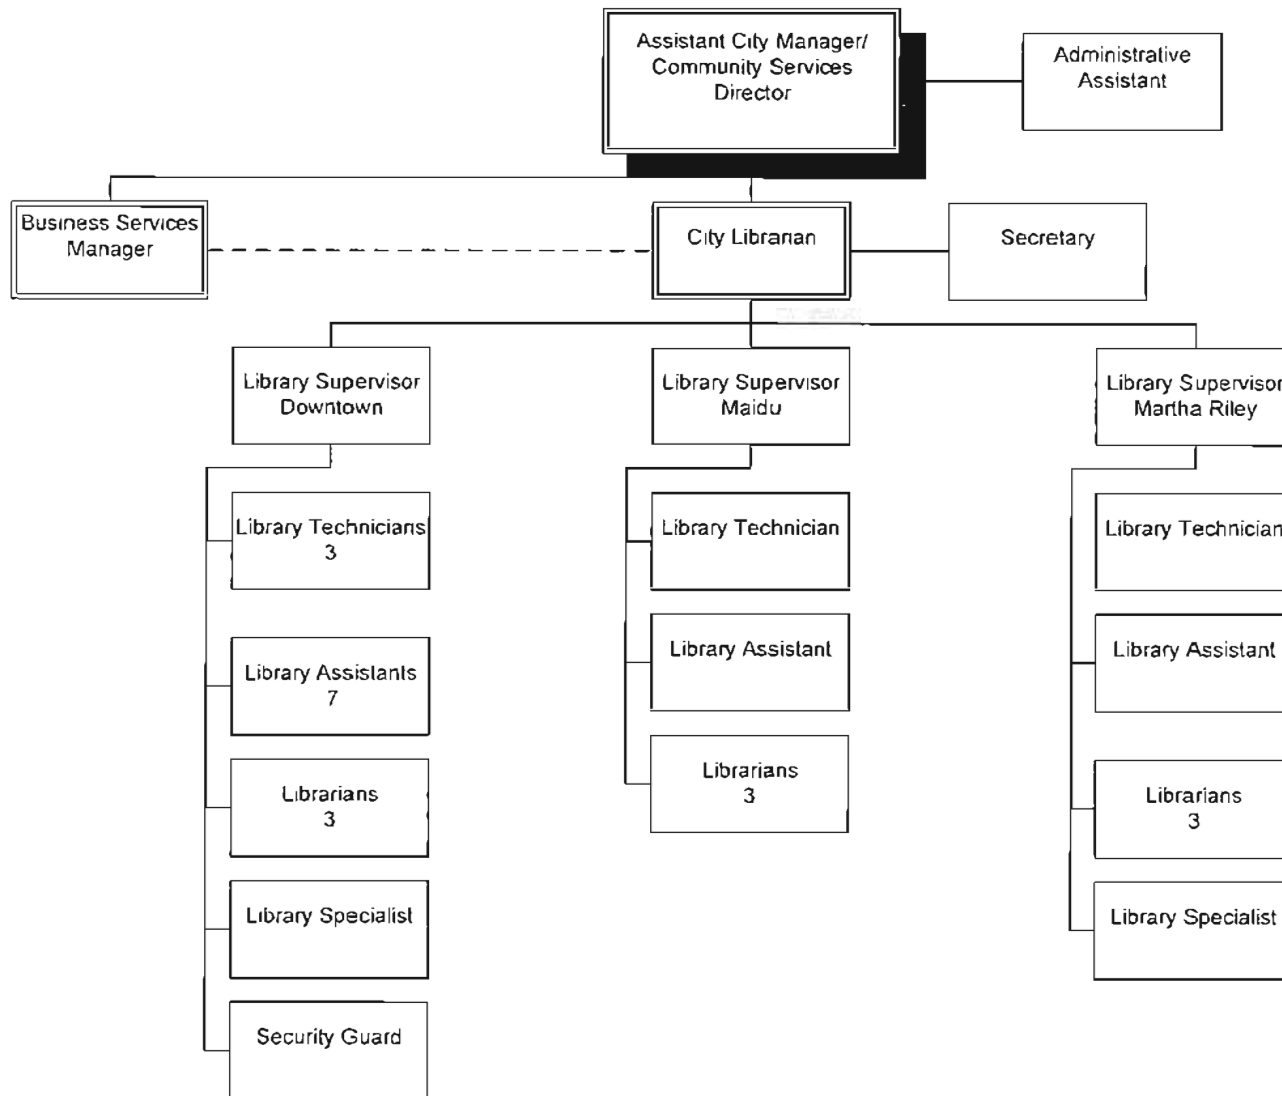 Assistant City Manager/
Community Services
Director
Administrative
Assistant
Business Services
Manager
City Librarian
Secretary
Library Supervisor
Downtown
Library Supervisor
Maidu
Library Supervisor
Martha Riley
Library Technicians
3
Library Assistants
7
Librarians
3
Library Specialist
Security Guard
Library Technician
Library Assistant
Librarians
3
Library Technician
Library Assistant
Librarians
3
Library Specialist